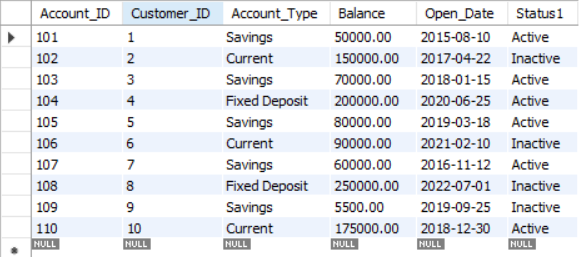 Account_ID Customer_ID Account_Type Balance Open_Date Status1
101 1 Savings 50000.00 2015-08-10 Active
102 2 Current 150000.00 2017-04-22 Inactive
103 3 Savings 70000.00 2018-01-15 Active
104 4 Fixed Deposit 200000.00 2020-06-25 Active
105 5 Savings 80000.00 2019-03-18 Active
106 6 Current 90000.00 2021-02-10 Inactive
107 7 Savings 60000.00 2016-11-12 Active
108 8 Fixed Deposit 250000.00 2022-07-01 Inactive
109 9 Savings 5500.00 2019-09-25 Inactive
110 10 Current 175000.00 2018-12-30 Active
NULL NULL NULL NULL NULL NULL